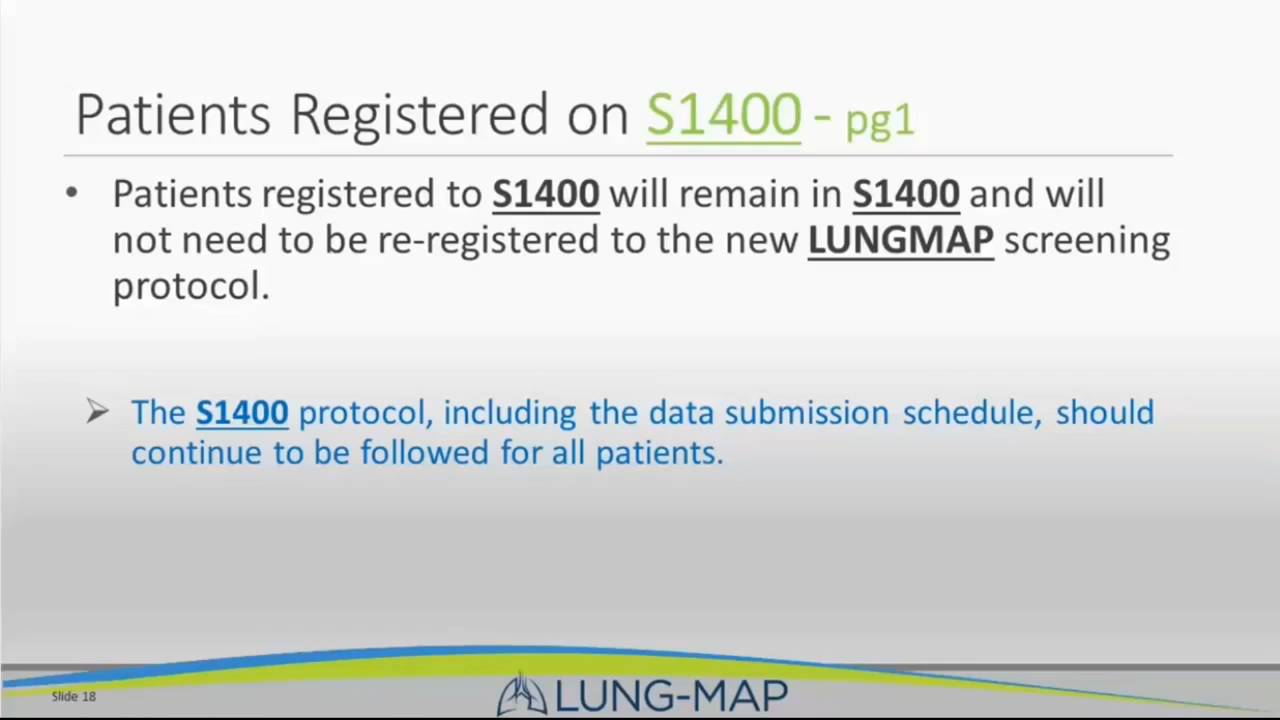 Patients Registered on S1400 - pg1
• Patients registered to S1400 will remain in S1400 and will
not need to be re-registered to the new LUNGMAP screening
protocol.
➢ The S1400 protocol, including the data submission schedule, should
continue to be followed for all patients.
Slide 18
LUNG-MAP